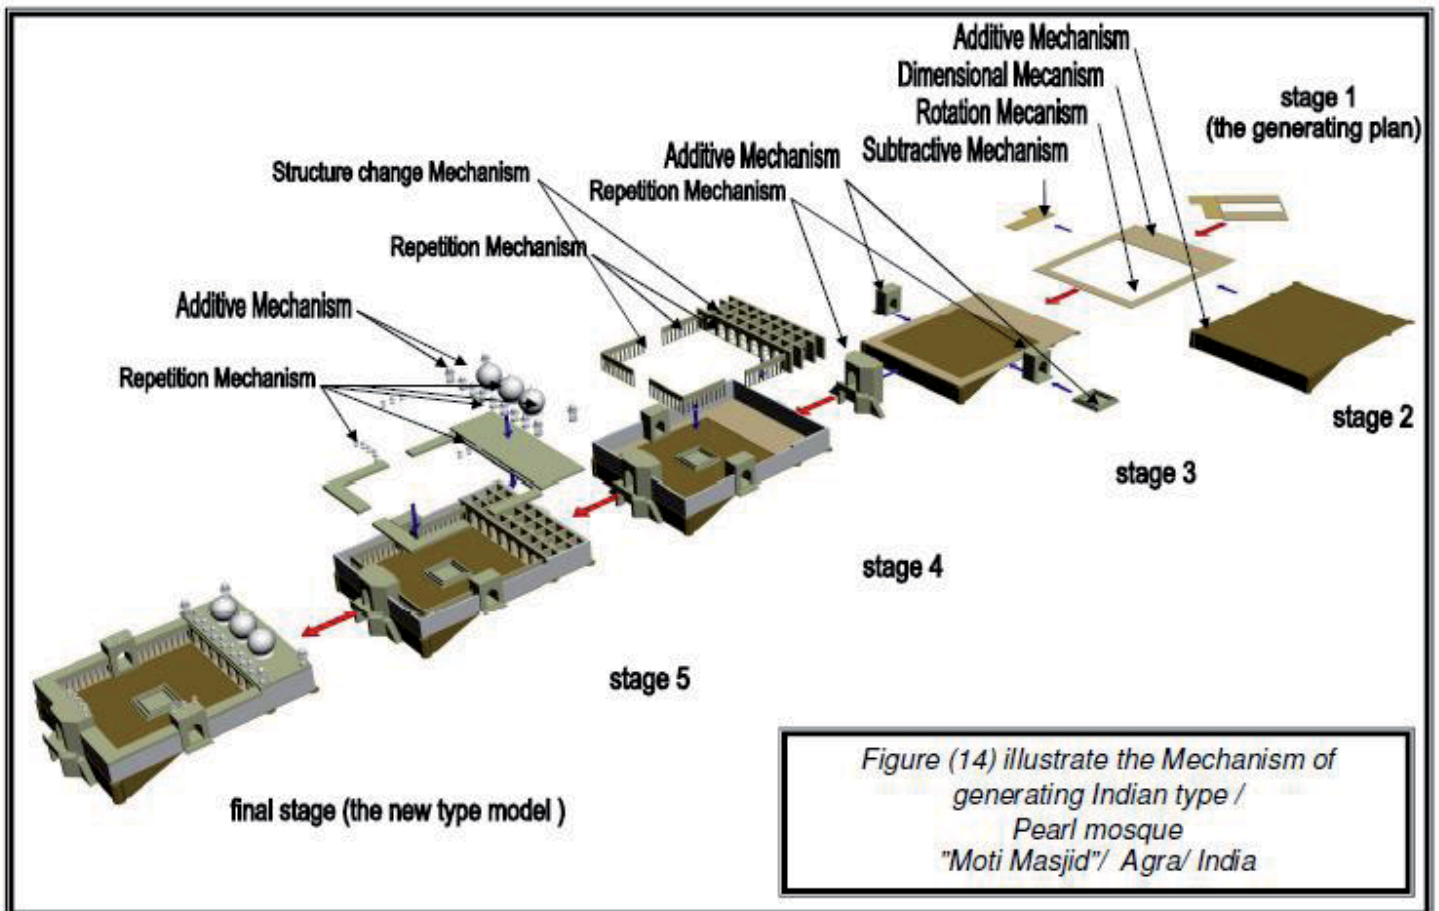 Additive Mechanism
Dimensional Mecanism
Rotation Mecanism
Subtractive Mechanism
stage 1
(the generating plan)
Additive Mechanism
Repetition Mechanism
Structure change Mechanism
Repetition Mechanism
Additive Mechanism
Repetition Mechanism
stage 2
stage 3
stage 4
stage 5
final stage (the new type model )
Figure (14) illustrate the Mechanism of
generating Indian type /
Pearl mosque
"Moti Masjid"/ Agra/ India